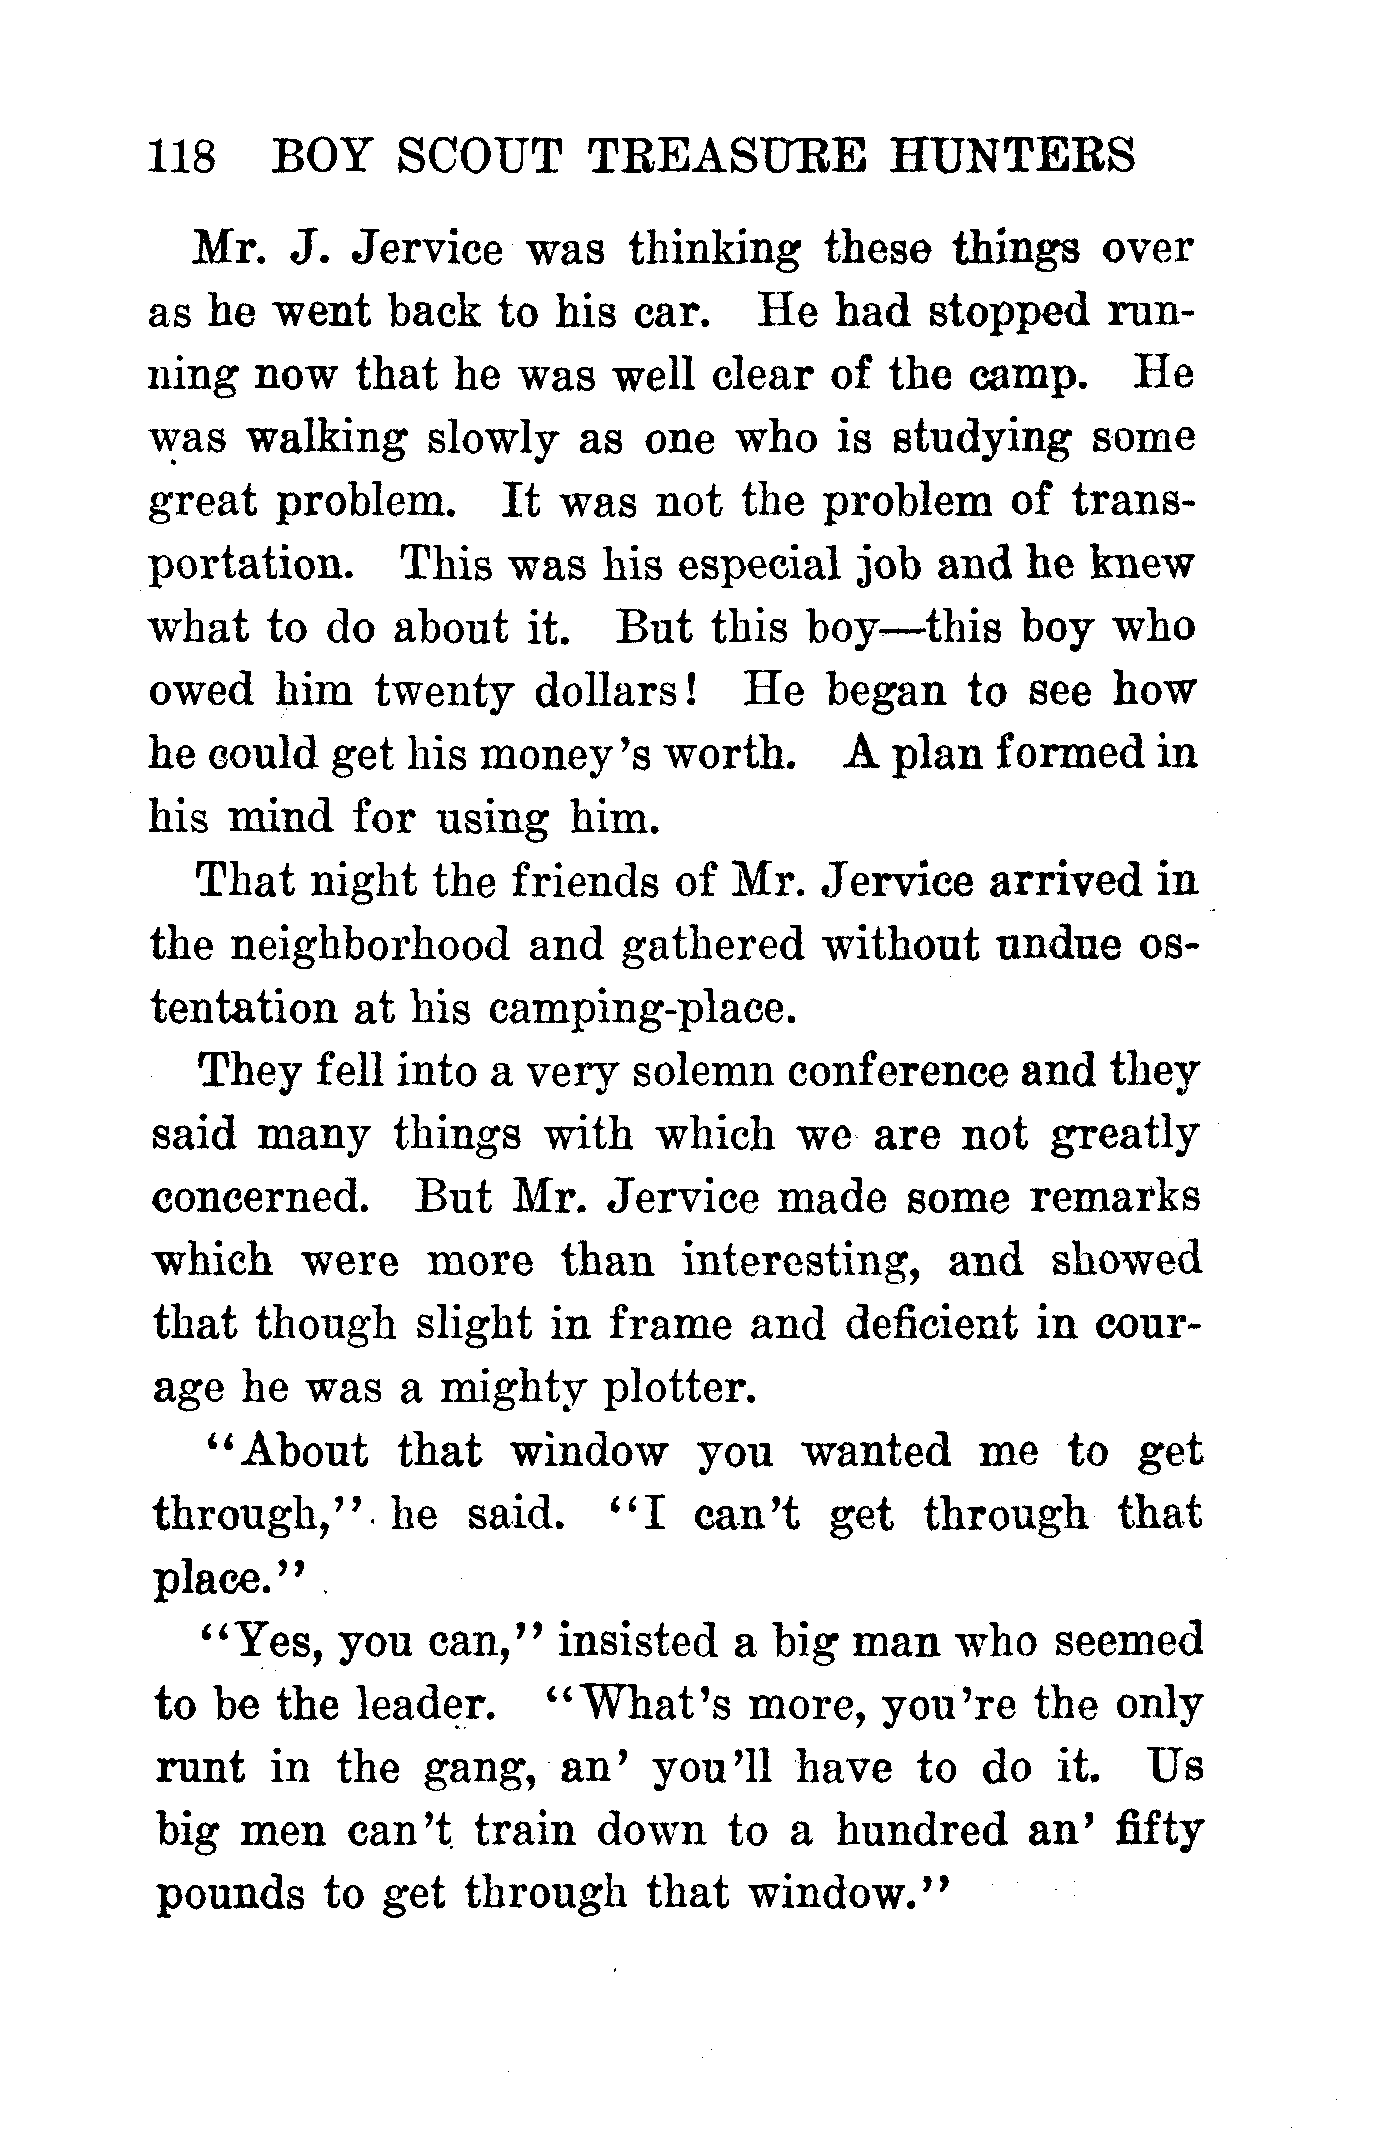 118 BOY SCOUT TREASURE HUNTERS
Mr. J. Jervice was thinking these things over
as he went back to his car. He had stopped run-
ning now that he was well clear of the camp. He
was walking slowly as one who is studying some
great problem. It was not the problem of trans-
portation. This was his especial job and he knew
what to do about it. But this boy—this boy who
owed him twenty dollars! He began to see how
he could get his money's worth. A plan formed in
his mind for using him.
That night the friends of Mr. Jervice arrived in
the neighborhood and gathered without undue os-
tentation at his camping-place.
They fell into a very solemn conference and they
said many things with which we are not greatly
concerned. But Mr. Jervice made some remarks
which were more than interesting, and showed
that though slight in frame and deficient in cour-
age he was a mighty plotter.
"About that window you wanted me to get
through," he said. "I can't get through that
place."
"Yes, you can," insisted a big man who seemed
to be the leader. "What's more, you're the only
runt in the gang, an' you'll have to do it. Us
big men can't train down to a hundred an' fifty
pounds to get through that window."